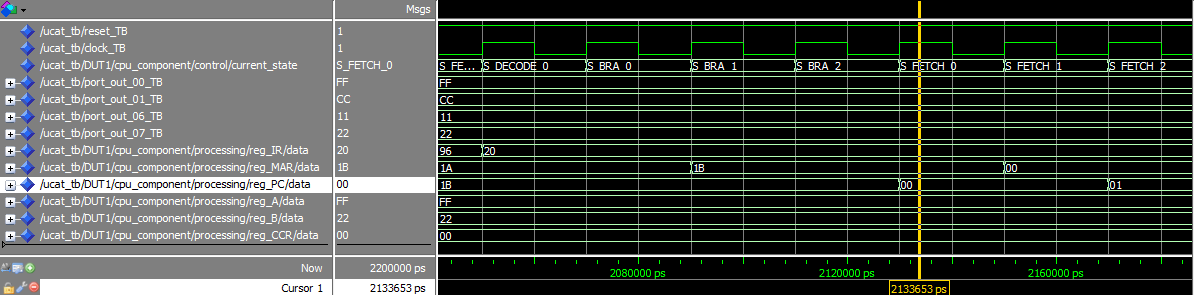 Msgs
/ucat_tb/reset_TB 1
/ucat_tb/clock_TB 1
/ucat_tb/DUT1/cpu_component/control/current_state S_FETCH_0 S_FE... S_DECODE_0 S_BRA_0 S_BRA_1 S_BRA_2 S_FETCH_0 S_FETCH_1 S_FETCH_2
/ucat_tb/port_out_00_TB FF FF
/ucat_tb/port_out_01_TB CC CC
/ucat_tb/port_out_06_TB 11 11
/ucat_tb/port_out_07_TB 22 22
/ucat_tb/DUT1/cpu_component/processing/reg_IR/data 20 96 20
/ucat_tb/DUT1/cpu_component/processing/reg_MAR/data 1B 1A 1B 00
/ucat_tb/DUT1/cpu_component/processing/reg_PC/data 00 1B 00 01
/ucat_tb/DUT1/cpu_component/processing/reg_A/data FF FF
/ucat_tb/DUT1/cpu_component/processing/reg_B/data 22 22
/ucat_tb/DUT1/cpu_component/processing/reg_CCR/data 00 00
Now 2200000 ps 2080000 ps 2120000 ps 2160000 ps
Cursor 1 2133653 ps 2133653 ps